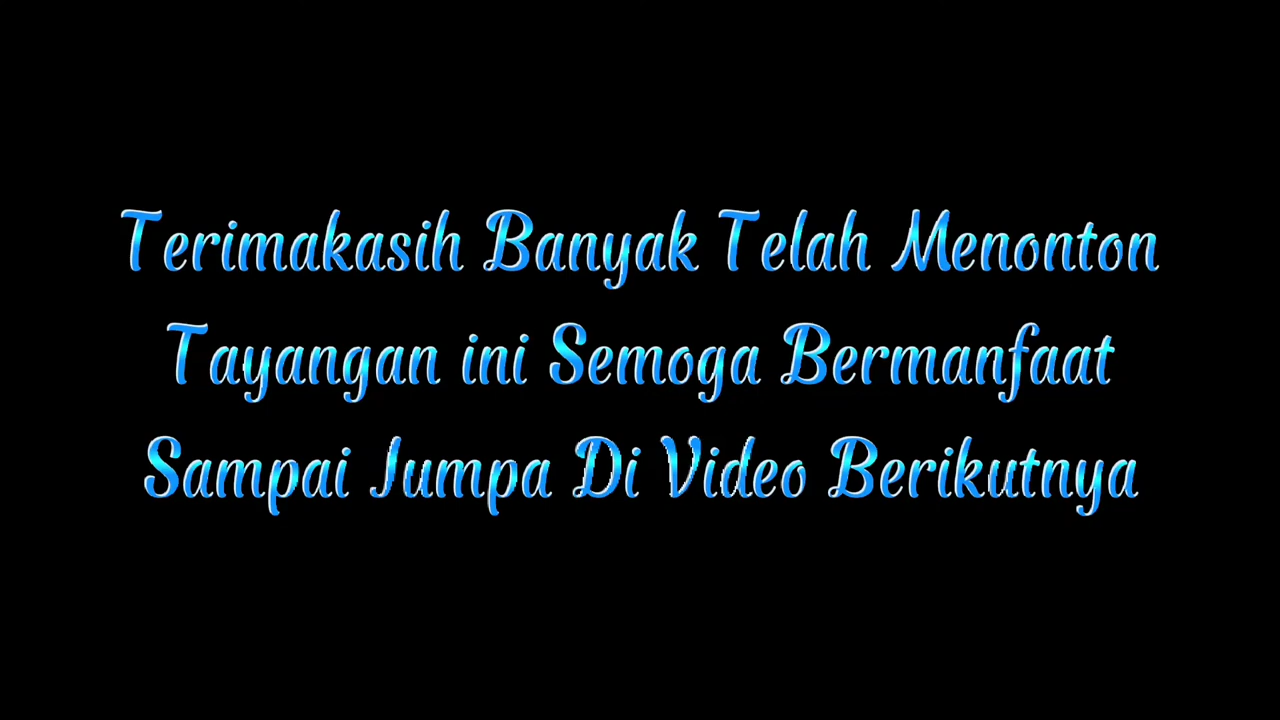 Terimakasih Banyak Telah Menonton
Tayangan ini Semoga Bermanfaat
Sampai Jumpa Di Video Berikutnya